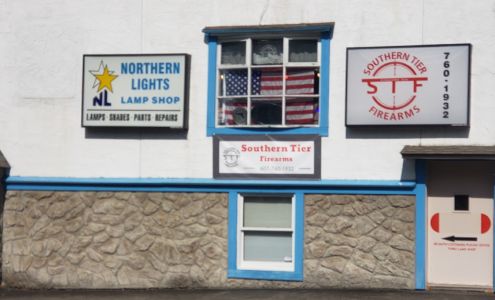 NORTHERN
LIGHTS
NL
LAMP SHOP
LAMPS SHADES PARTS REPAIRS
SOUTHERN TIER
STF
FIREARMS
760-1932
Southern Tier
Firearms